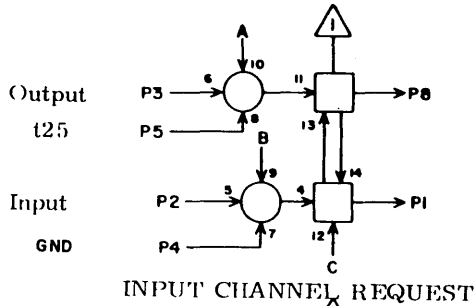 1
A
10
Output P3 6 11 P8
8
t25 P5 13
B
9 14
Input P2 5 4 P1
7 12
GND P4
C
INPUT CHANNEL REQUEST